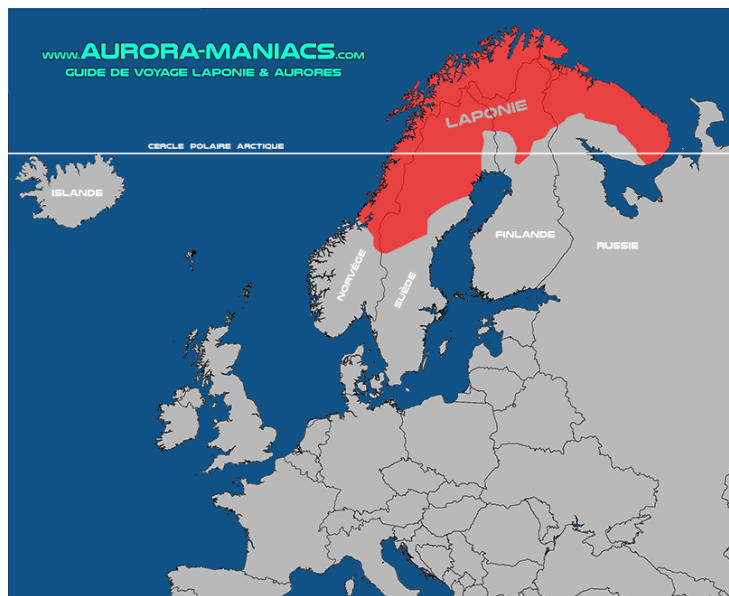 www.AURORA-MANIACS.COM
GUIDE DE VOYAGE LAPONIE & AURORES
LAPONIE
CERCLE POLAIRE ARCTIQUE
ISLANDE
NORVÈGE
SUÈDE
FINLANDE
RUSSIE